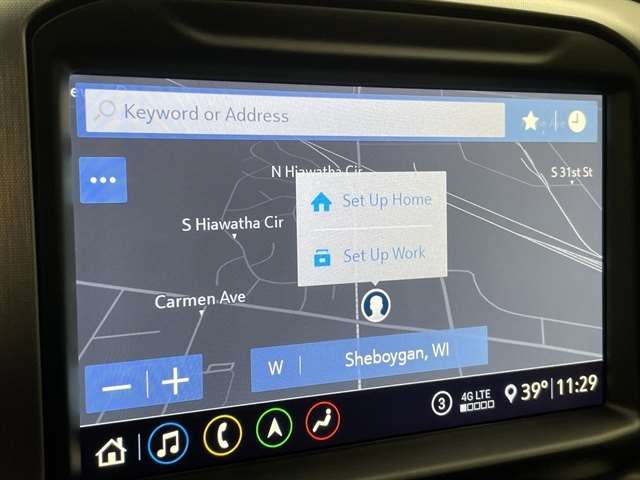 Keyword or Address
N Hiawatha Cir
S 31st St
Set Up Home
S Hiawatha Cir
Set Up Work
Carmen Ave
W
Sheboygan, WI
3
4G LTE
39°
11:29